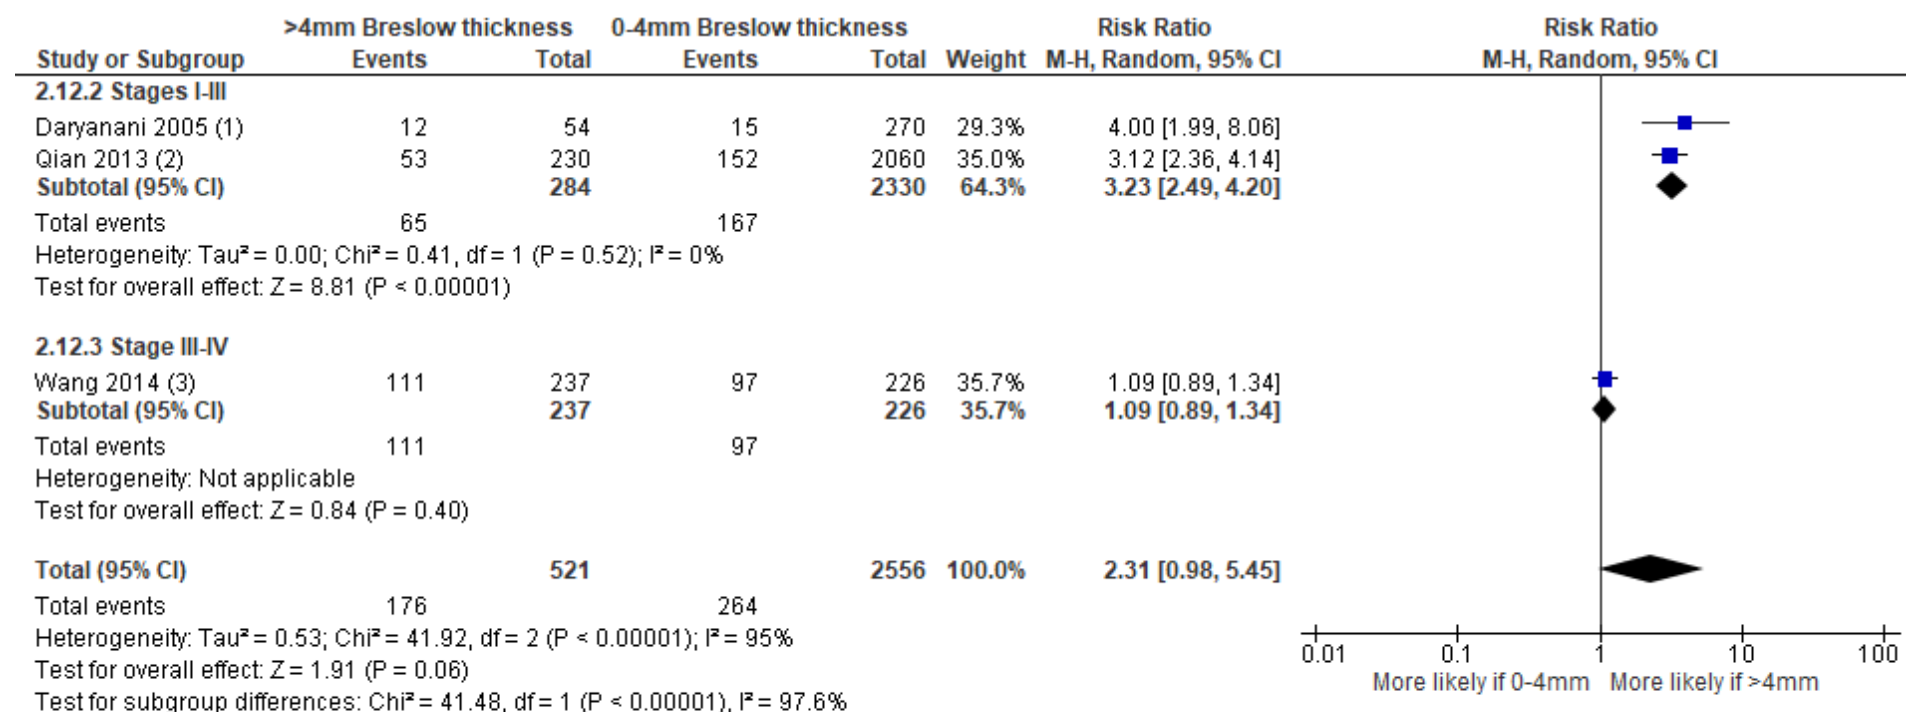 >4mm Breslow thickness 0-4mm Breslow thickness Risk Ratio Risk Ratio
Study or Subgroup Events Total Events Total Weight M-H, Random, 95% CI M-H, Random, 95% CI
2.12.2 Stages I-III
Daryanani 2005 (1) 12 54 15 270 29.3% 4.00 [1.99, 8.06]
Qian 2013 (2) 53 230 152 2060 35.0% 3.12 [2.36, 4.14]
Subtotal (95% CI) 284 2330 64.3% 3.23 [2.49, 4.20]
Total events 65 167
Heterogeneity: Tau² = 0.00; Chi² = 0.41, df = 1 (P = 0.52); I² = 0%
Test for overall effect: Z = 8.81 (P < 0.00001)
2.12.3 Stage III-IV
Wang 2014 (3) 111 237 97 226 35.7% 1.09 [0.89, 1.34]
Subtotal (95% CI) 237 226 35.7% 1.09 [0.89, 1.34]
Total events 111 97
Heterogeneity: Not applicable
Test for overall effect: Z = 0.84 (P = 0.40)
Total (95% CI) 521 2556 100.0% 2.31 [0.98, 5.45]
Total events 176 264
Heterogeneity: Tau² = 0.53; Chi² = 41.92, df = 2 (P < 0.00001); I² = 95%
Test for overall effect: Z = 1.91 (P = 0.06)
Test for subgroup differences: Chi² = 41.48, df = 1 (P < 0.00001), I² = 97.6%
0.01 0.1 1 10 100
More likely if 0-4mm More likely if >4mm